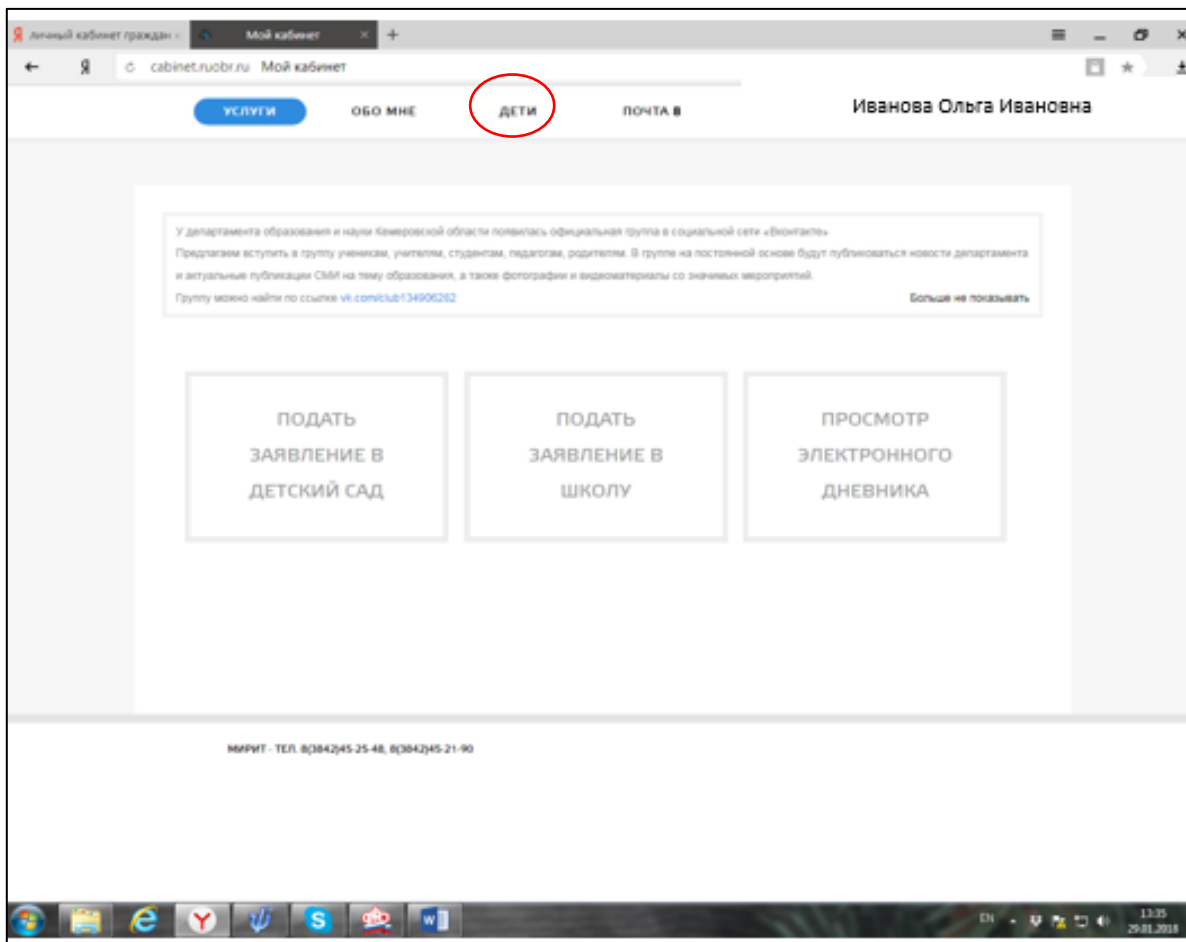 личный кабинет граждан
Мой кабинет
cabinet.ruobr.ru Мой кабинет
УСЛУГИ
ОБО МНЕ
ДЕТИ
ПОЧТА 8
Иванова Ольга Ивановна
У департамента образования и науки Кемеровской области появилась официальная группа в социальной сети «Вконтакте»
Предлагаем вступить в группу ученикам, учителям, студентам, педагогам, родителям. В группе на постоянной основе будут публиковаться новости департамента
и актуальные публикации СМИ на тему образования, а также фотографии и видеоматериалы со значимых мероприятий.
Группу можно найти по ссылке vk.com/club134906282
Больше не показывать
ПОДАТЬ
ЗАЯВЛЕНИЕ В
ДЕТСКИЙ САД
ПОДАТЬ
ЗАЯВЛЕНИЕ В
ШКОЛУ
ПРОСМОТР
ЭЛЕКТРОННОГО
ДНЕВНИКА
МИРИТ - ТЕЛ. 8(3842)45-25-48, 8(3842)45-21-90
EN
13:35
29.01.2018